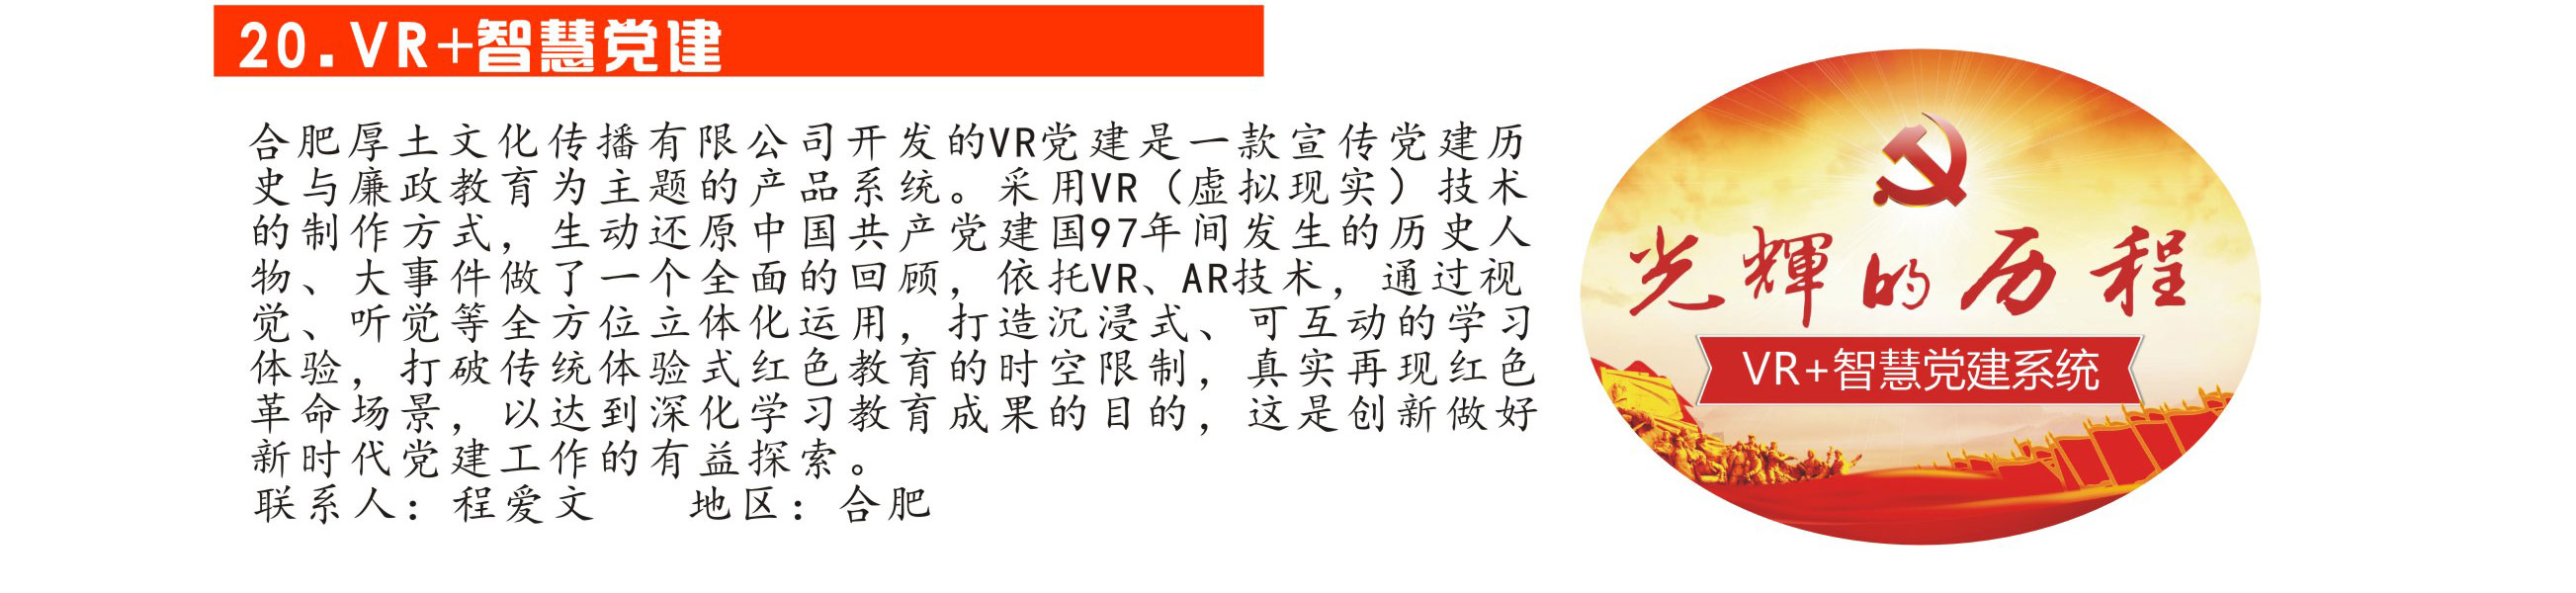 20.VR+智慧党建
合肥厚土文化传播有限公司开发的VR党建是一款宣传党建历
史与廉政教育为主题的产品系统。采用VR（虚拟现实）技术
的制作方式，生动还原中国共产党建国97年间发生的历史人
物、大事件做了一个全面的回顾，依托VR、AR技术，通过视
觉、听觉等全方位立体化运用，打造沉浸式、可互动的学习
体验，打破传统体验式红色教育的时空限制，真实再现红色
革命场景，以达到深化学习教育成果的目的，这是创新做好
新时代党建工作的有益探索。
联系人：程爱文 地区：合肥
光輝的历程
VR+智慧党建系统